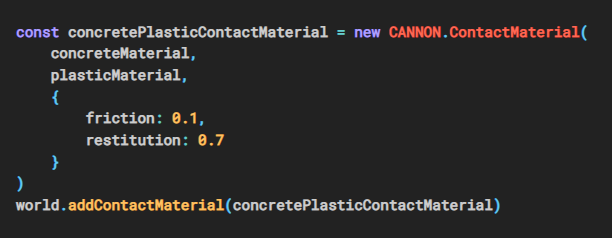 const concretePlasticContactMaterial = new CANNON.ContactMaterial(
    concreteMaterial,
    plasticMaterial,
    {
        friction: 0.1,
        restitution: 0.7
    }
)
world.addContactMaterial(concretePlasticContactMaterial)